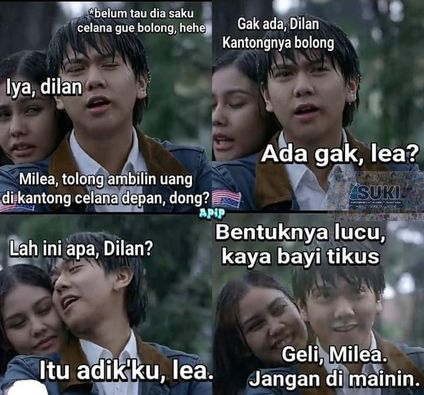 *belum tau dia saku
celana gue bolong, hehe
Iya, dilan
Milea, tolong ambilin uang
di kantong celana depan, dong?
Gak ada, Dilan
Kantongnya bolong
Ada gak, lea?
SUKI
APIP
Lah ini apa, Dilan?
Itu adik'ku, lea.
Bentuknya lucu,
kaya bayi tikus
Geli, Milea.
Jangan di mainin.